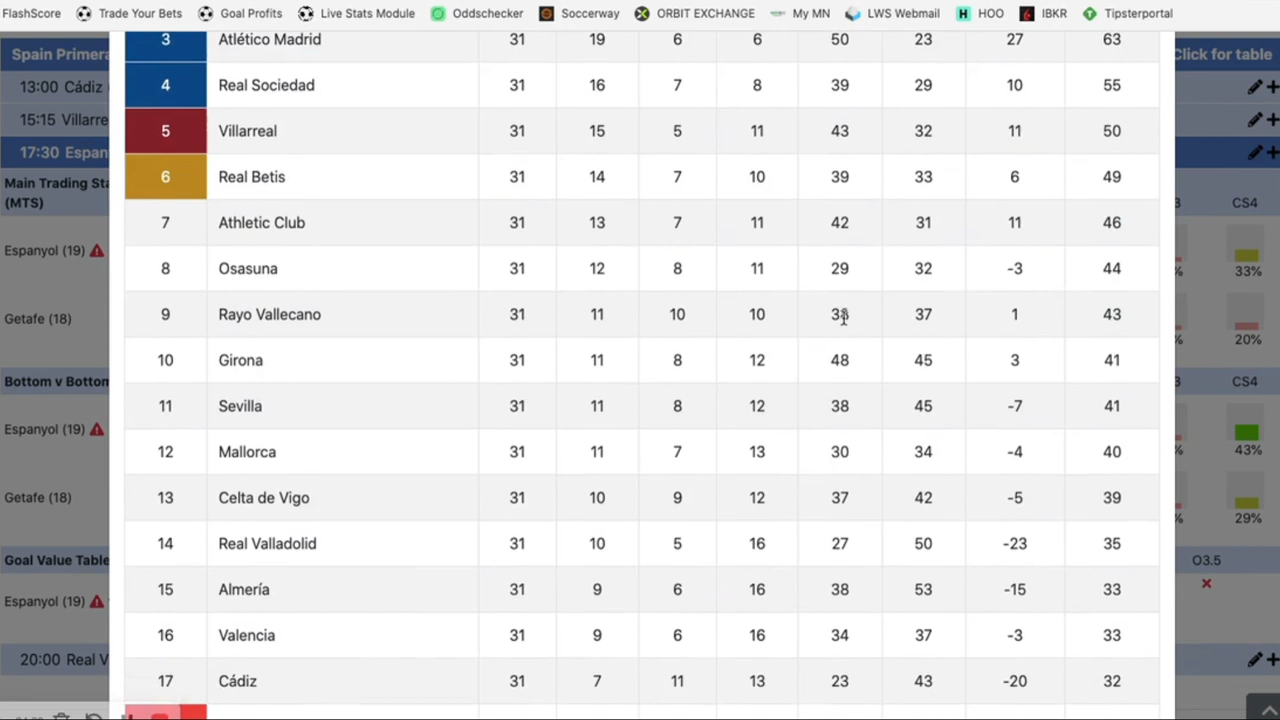 FlashScore Trade Your Bets Goal Profits Live Stats Module Oddschecker Soccerway ORBIT EXCHANGE My MN LWS Webmail HOO IBKR Tipsterportal
Spain Primera
Click for table
3 Atlético Madrid 31 19 6 6 50 23 27 63
13:00 Cádiz
4 Real Sociedad 31 16 7 8 39 29 10 55
15:15 Villarre
5 Villarreal 31 15 5 11 43 32 11 50
17:30 Espan
6 Real Betis 31 14 7 10 39 33 6 49
Main Trading Sta
(MTS)
3 CS4
7 Athletic Club 31 13 7 11 42 31 11 46
Espanyol (19)
8 Osasuna 31 12 8 11 29 32 -3 44
% 33%
9 Rayo Vallecano 31 11 10 10 38 37 1 43
Getafe (18)
% 20%
10 Girona 31 11 8 12 48 45 3 41
Bottom v Bottom
3 CS4
11 Sevilla 31 11 8 12 38 45 -7 41
Espanyol (19)
% 43%
12 Mallorca 31 11 7 13 30 34 -4 40
13 Celta de Vigo 31 10 9 12 37 42 -5 39
Getafe (18)
% 29%
14 Real Valladolid 31 10 5 16 27 50 -23 35
Goal Value Table
O3.5
15 Almería 31 9 6 16 38 53 -15 33
Espanyol (19)
16 Valencia 31 9 6 16 34 37 -3 33
20:00 Real V
17 Cádiz 31 7 11 13 23 43 -20 32